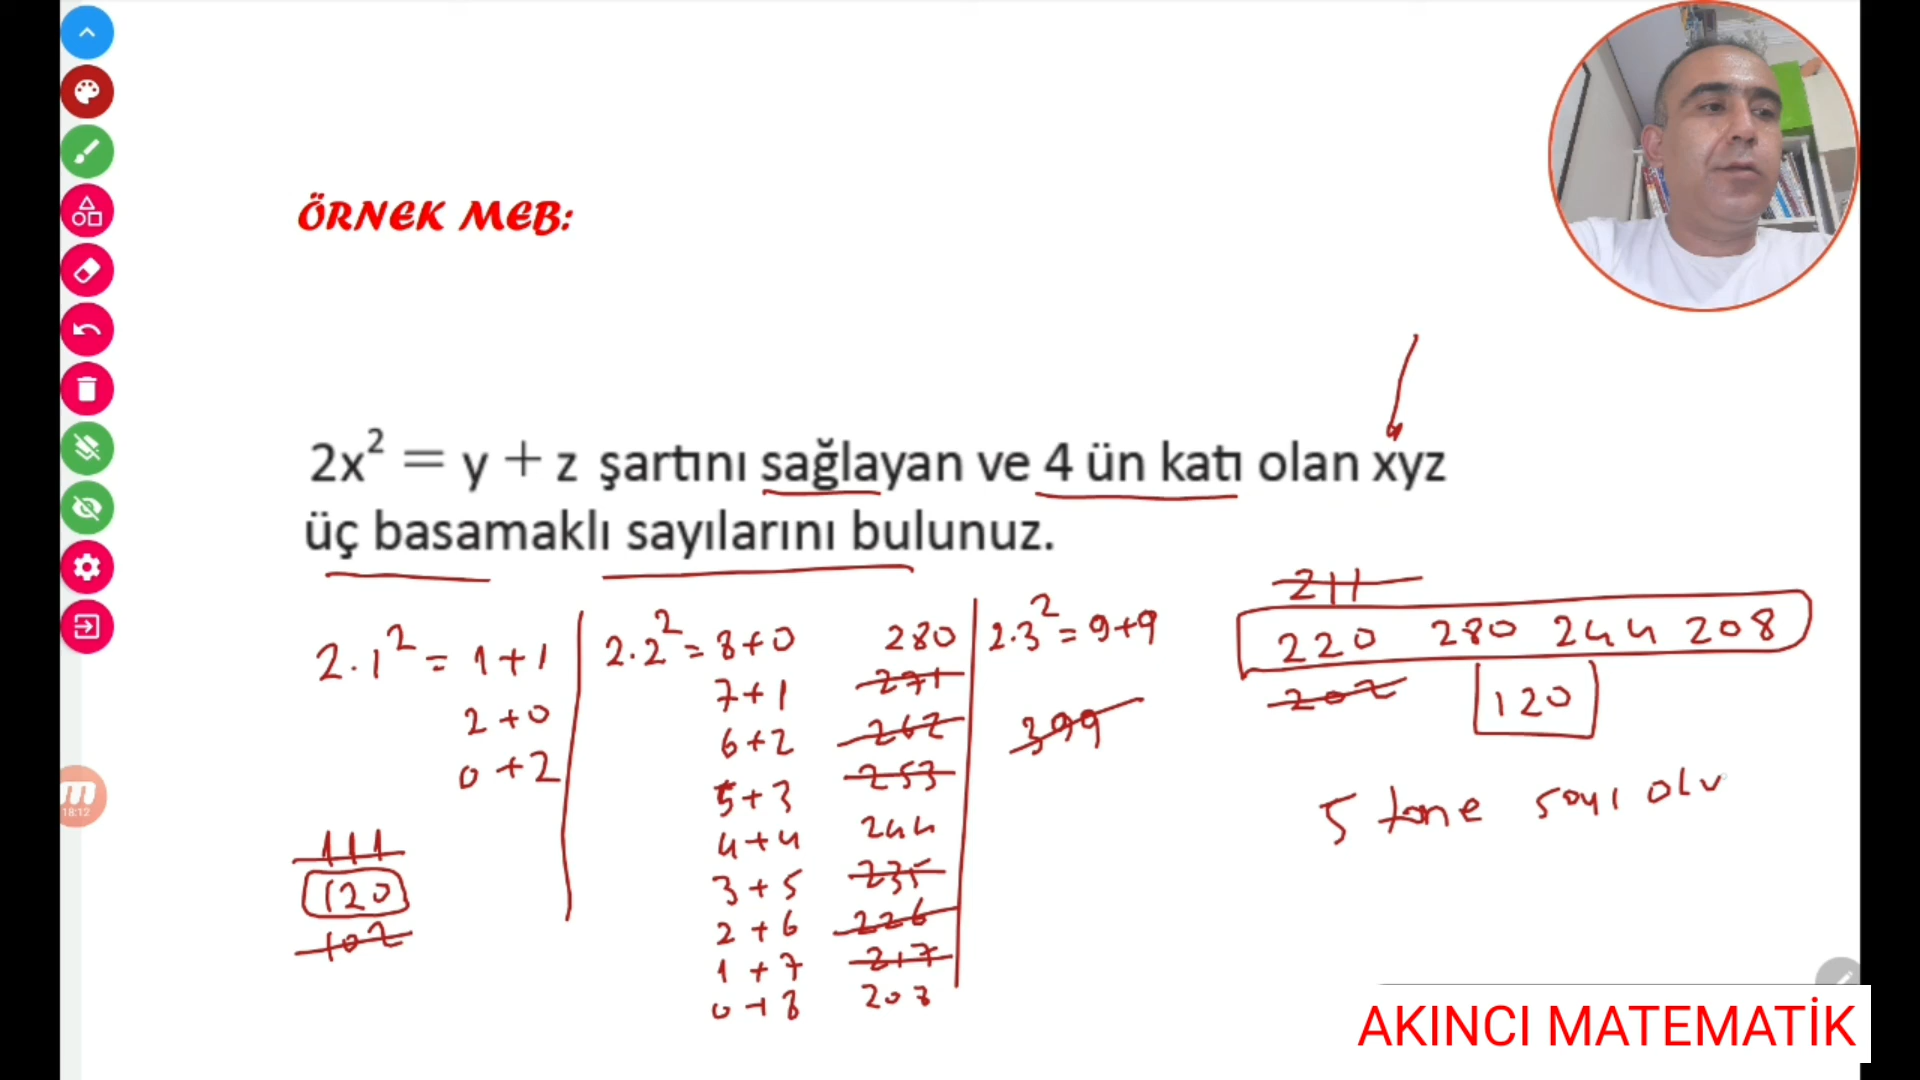 ÖRNEK MEB:
2x² = y + z şartını sağlayan ve 4 ün katı olan xyz
üç basamaklı sayılarını bulunuz.
2.1² = 1+1
2+0
0+2
111
120
102
2.2² = 8+0 280
7+1 271
6+2 262
5+3 253
4+4 244
3+5 235
2+6 226
1+7 217
0+8 208
2.3² = 9+9
399
211
220 280 244 208
202 120
5 tane sayı olu
18:12
AKINCI MATEMATİK